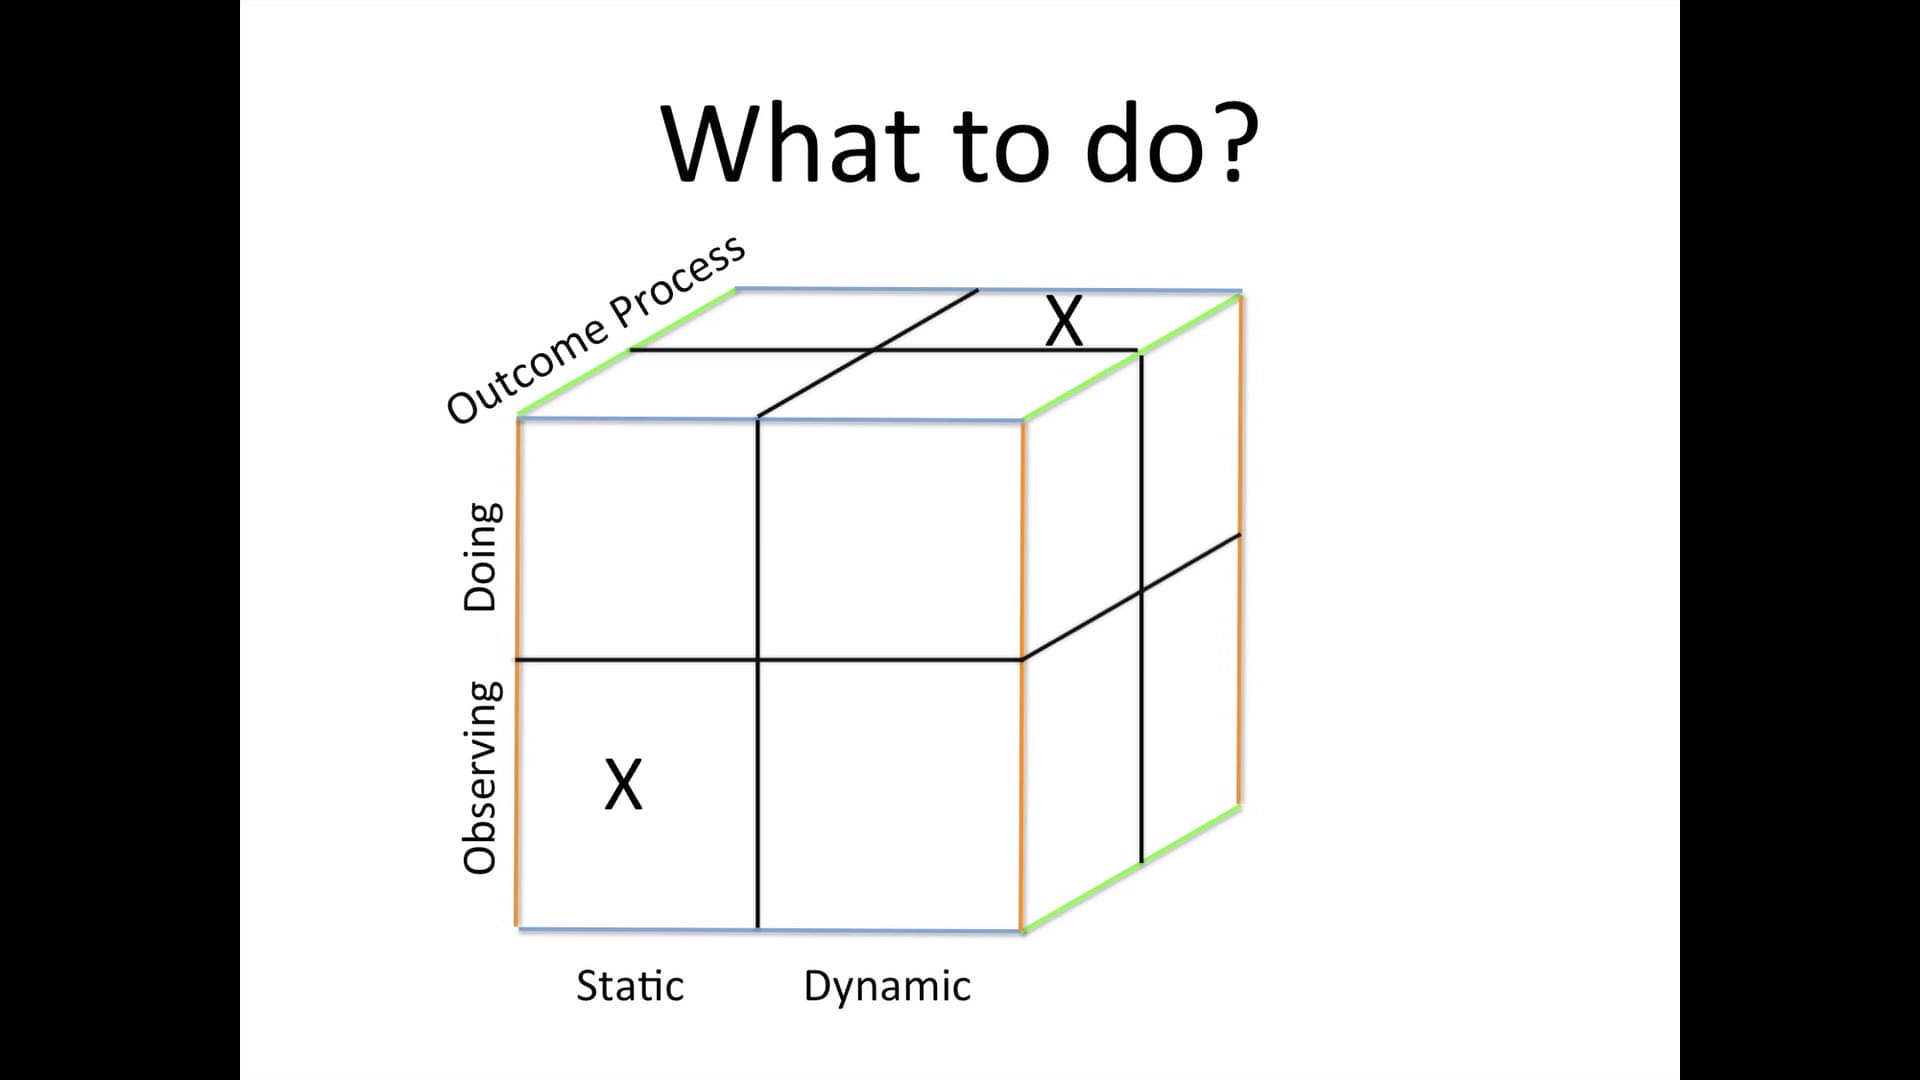 What to do?
Outcome Process
X
Doing
Observing
X
Static Dynamic